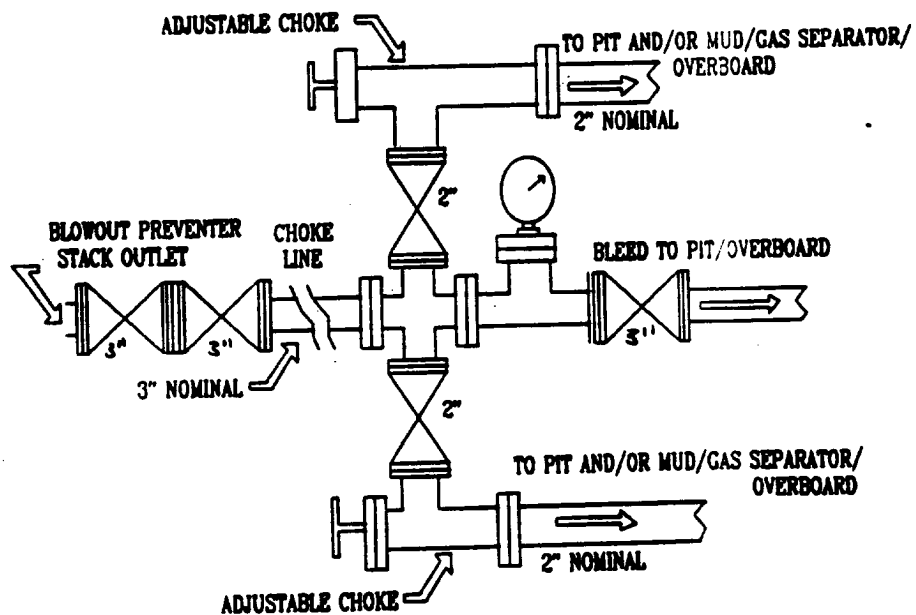 ADJUSTABLE CHOKE
TO PIT AND/OR MUD/GAS SEPARATOR/
OVERBOARD
2" NOMINAL
2"
BLOWOUT PREVENTER
STACK OUTLET
CHOKE
LINE
BLEED TO PIT/OVERBOARD
3"
3"
3"
3" NOMINAL
2"
TO PIT AND/OR MUD/GAS SEPARATOR/
OVERBOARD
2" NOMINAL
ADJUSTABLE CHOKE